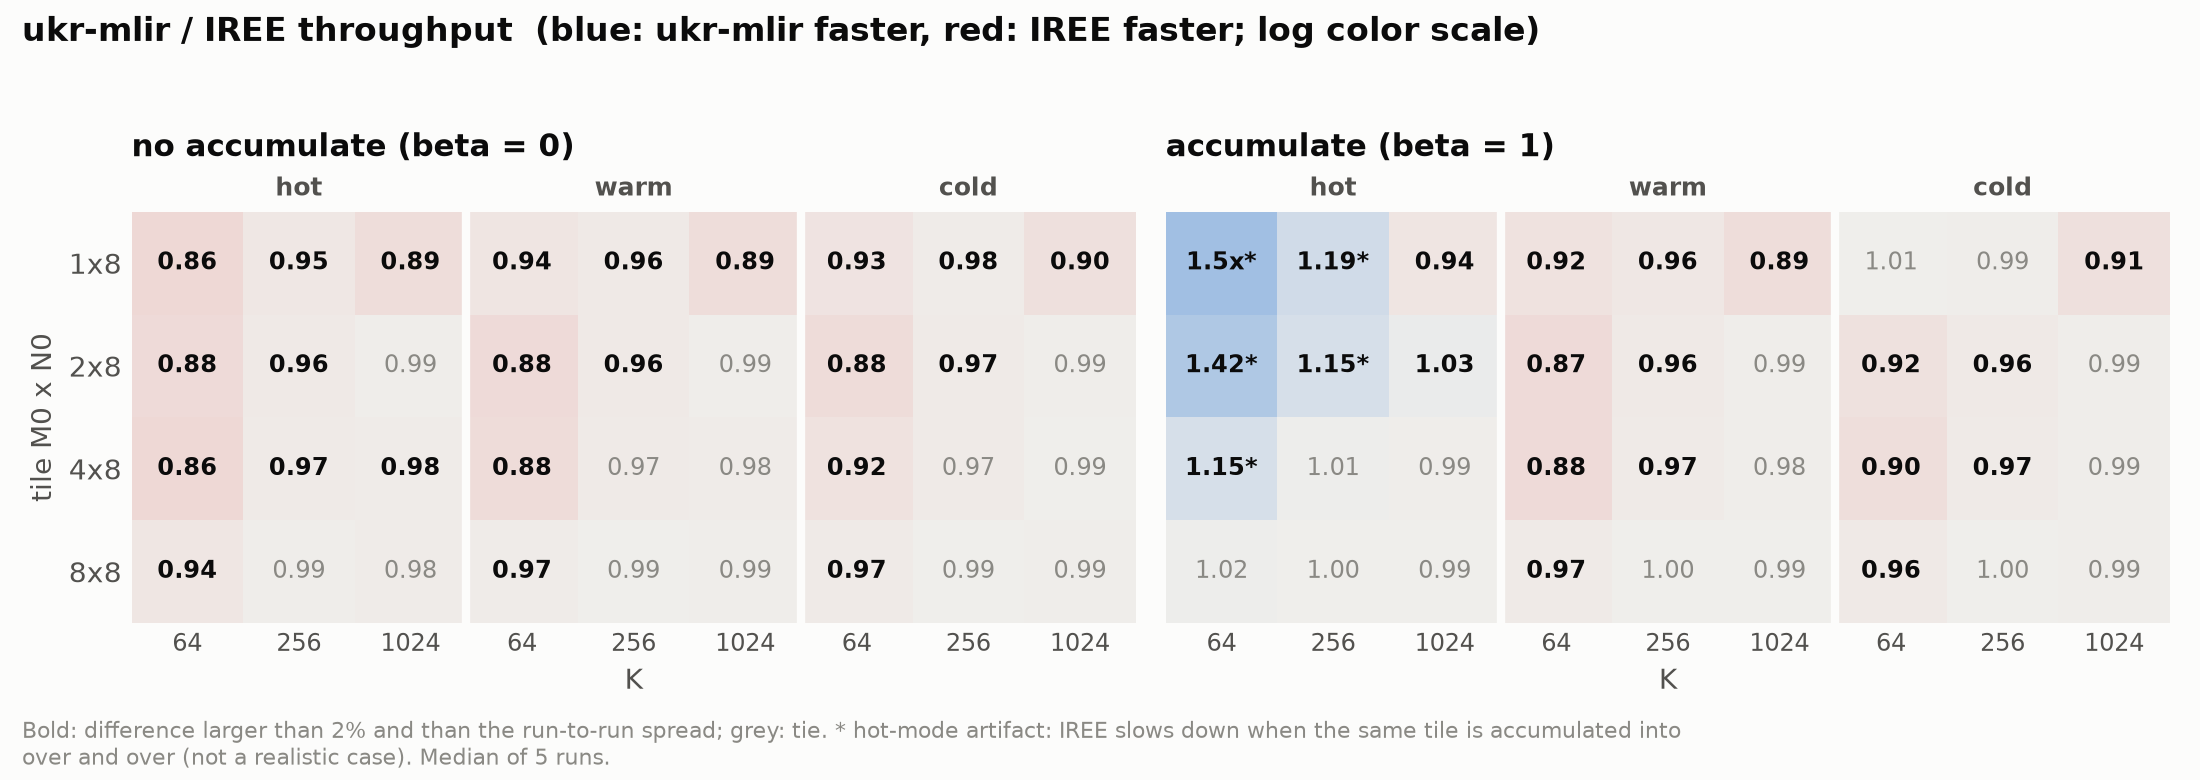 ukr-mlir / IREE throughput  (blue: ukr-mlir faster, red: IREE faster; log color scale)
no accumulate (beta = 0)
accumulate (beta = 1)
hot warm cold hot warm cold
1x8 0.86 0.95 0.89 0.94 0.96 0.89 0.93 0.98 0.90 1.5x* 1.19* 0.94 0.92 0.96 0.89 1.01 0.99 0.91
2x8 0.88 0.96 0.99 0.88 0.96 0.99 0.88 0.97 0.99 1.42* 1.15* 1.03 0.87 0.96 0.99 0.92 0.96 0.99
4x8 0.86 0.97 0.98 0.88 0.97 0.98 0.92 0.97 0.99 1.15* 1.01 0.99 0.88 0.97 0.98 0.90 0.97 0.99
8x8 0.94 0.99 0.98 0.97 0.99 0.99 0.97 0.99 0.99 1.02 1.00 0.99 0.97 1.00 0.99 0.96 1.00 0.99
tile M0 x N0
64 256 1024 64 256 1024 64 256 1024 64 256 1024 64 256 1024 64 256 1024
K K
Bold: difference larger than 2% and than the run-to-run spread; grey: tie. * hot-mode artifact: IREE slows down when the same tile is accumulated into
over and over (not a realistic case). Median of 5 runs.